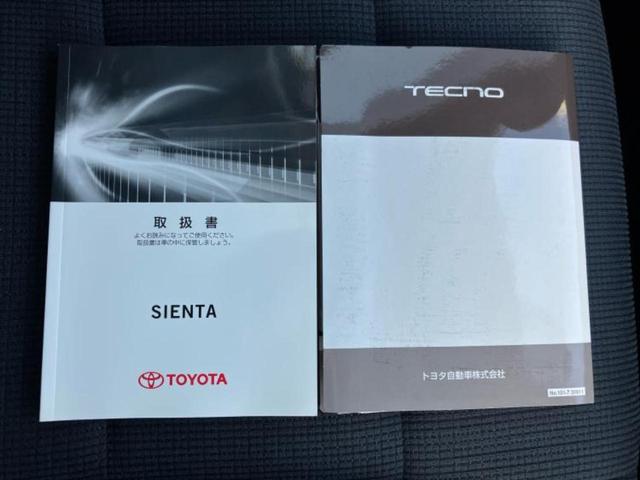 取扱書
よくお読みになってご使用ください。
取扱書は車の中に保管しましょう。
SIENTA
TOYOTA
TECNO
トヨタ自動車株式会社